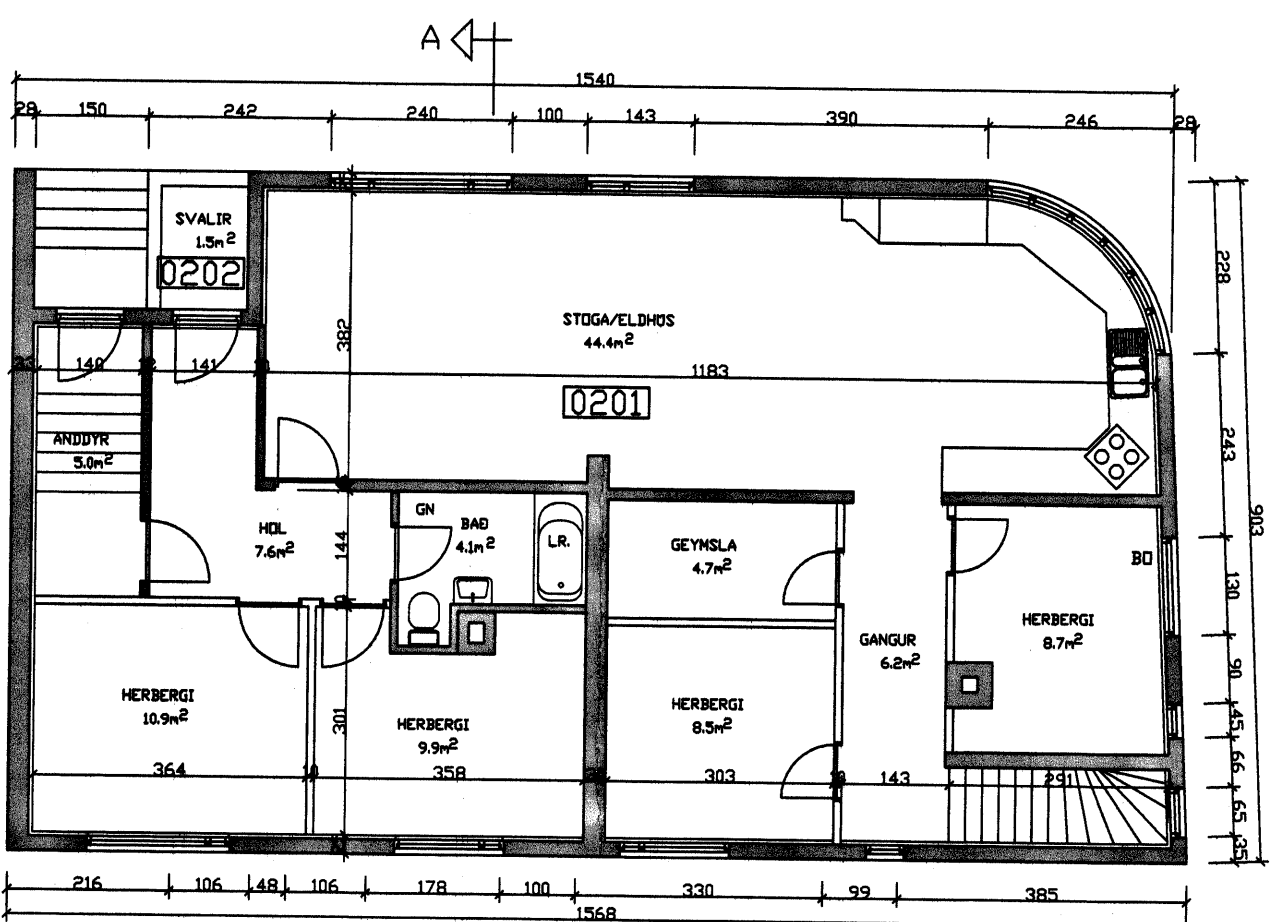 A
1540
28 150 242 240 100 143 390 246 28
SVALIR
1.5m²
0202
STOGA/ELDHÚS
44.4m²
0201
382
140 141 1183
ANDDYR
5.0m²
HOL
7.6m²
144
GN
BAÐ
4.1m²
LR.
GEYMSLA
4.7m²
BO
HERBERGI
8.7m²
GANGUR
6.2m²
HERBERGI
10.9m²
HERBERGI
9.9m²
HERBERGI
8.5m²
301
364 10 358 303 143 291
228
243
903
130
90
45
66
65
35
216 106 48 106 178 100 330 99 385
1568